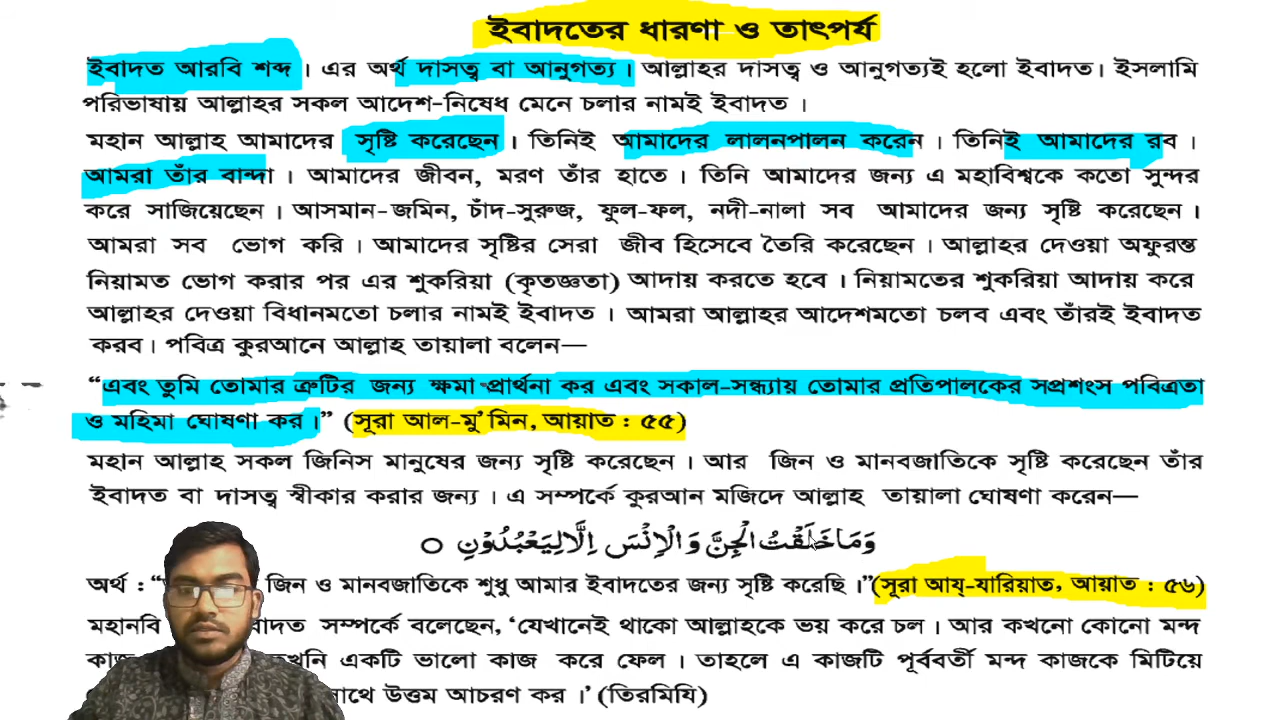 ইবাদতের ধারণা ও তাৎপর্য
ইবাদত আরবি শব্দ । এর অর্থ দাসত্ব বা আনুগত্য । আল্লাহর দাসত্ব ও আনুগত্যই হলো ইবাদত। ইসলামি
পরিভাষায় আল্লাহর সকল আদেশ-নিষেধ মেনে চলার নামই ইবাদত ।
মহান আল্লাহ আমাদের সৃষ্টি করেছেন । তিনিই আমাদের লালনপালন করেন । তিনিই আমাদের রব ।
আমরা তাঁর বান্দা । আমাদের জীবন, মরণ তাঁর হাতে । তিনি আমাদের জন্য এ মহাবিশ্বকে কতো সুন্দর
করে সাজিয়েছেন । আসমান-জমিন, চাঁদ-সুরুজ, ফুল-ফল, নদী-নালা সব আমাদের জন্য সৃষ্টি করেছেন ।
আমরা সব ভোগ করি । আমাদের সৃষ্টির সেরা জীব হিসেবে তৈরি করেছেন । আল্লাহর দেওয়া অফুরন্ত
নিয়ামত ভোগ করার পর এর শুকরিয়া (কৃতজ্ঞতা) আদায় করতে হবে । নিয়ামতের শুকরিয়া আদায় করে
আল্লাহর দেওয়া বিধানমতো চলার নামই ইবাদত । আমরা আল্লাহর আদেশমতো চলব এবং তাঁরই ইবাদত
করব। পবিত্র কুরআনে আল্লাহ তায়ালা বলেন—
“এবং তুমি তোমার ত্রুটির জন্য ক্ষমা প্রার্থনা কর এবং সকাল-সন্ধ্যায় তোমার প্রতিপালকের সপ্রশংস পবিত্রতা
ও মহিমা ঘোষণা কর ।” (সূরা আল-মু’মিন, আয়াত : ৫৫)
মহান আল্লাহ সকল জিনিস মানুষের জন্য সৃষ্টি করেছেন । আর জিন ও মানবজাতিকে সৃষ্টি করেছেন তাঁর
ইবাদত বা দাসত্ব স্বীকার করার জন্য । এ সম্পর্কে কুরআন মজিদে আল্লাহ তায়ালা ঘোষণা করেন—
وَمَا خَلَقْتُ الْجِنَّ وَالْاِنْسَ اِلَّا لِيَعْبُدُوْنِ ○
অর্থ : “ জিন ও মানবজাতিকে শুধু আমার ইবাদতের জন্য সৃষ্টি করেছি ।”(সূরা আয্-যারিয়াত, আয়াত : ৫৬)
মহানবি সম্পর্কে বলেছেন, ‘যেখানেই থাকো আল্লাহকে ভয় করে চল । আর কখনো কোনো মন্দ
কাজ একটি ভালো কাজ করে ফেল । তাহলে এ কাজটি পূর্ববর্তী মন্দ কাজকে মিটিয়ে
উত্তম আচরণ কর ।’ (তিরমিযি)